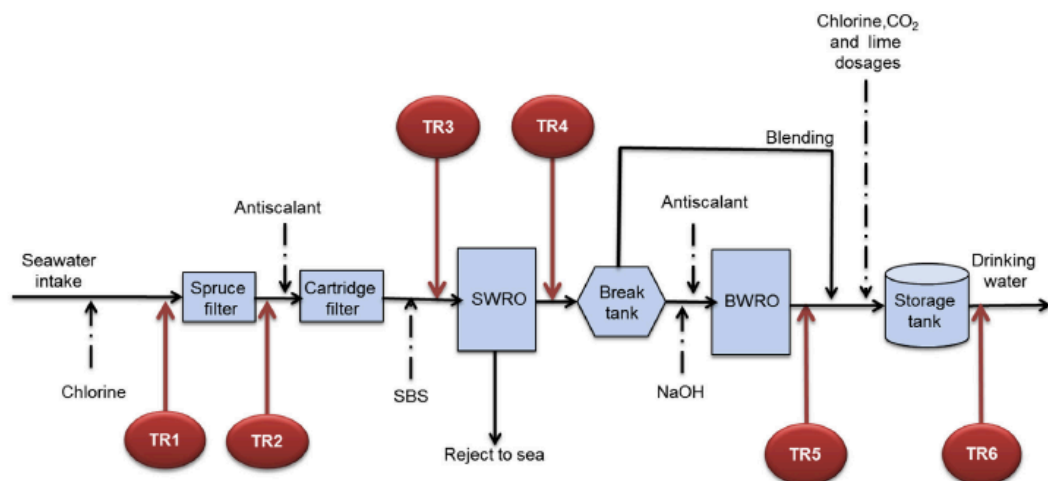 Chlorine,CO₂
and lime
dosages
TR3
TR4
Blending
Antiscalant
Antiscalant
Seawater
intake
Drinking
water
Spruce
filter
Cartridge
filter
SWRO
Break
tank
BWRO
Storage
tank
Chlorine
SBS
NaOH
TR1
TR2
Reject to sea
TR5
TR6